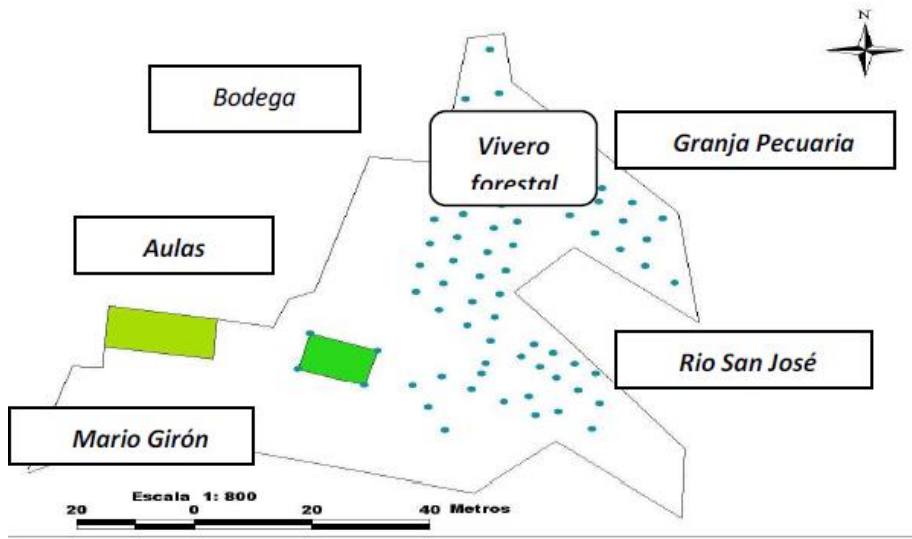 N
Bodega
Vivero
forestal
Granja Pecuaria
Aulas
Rio San José
Mario Girón
Escala 1: 800
20 0 20 40 Metros